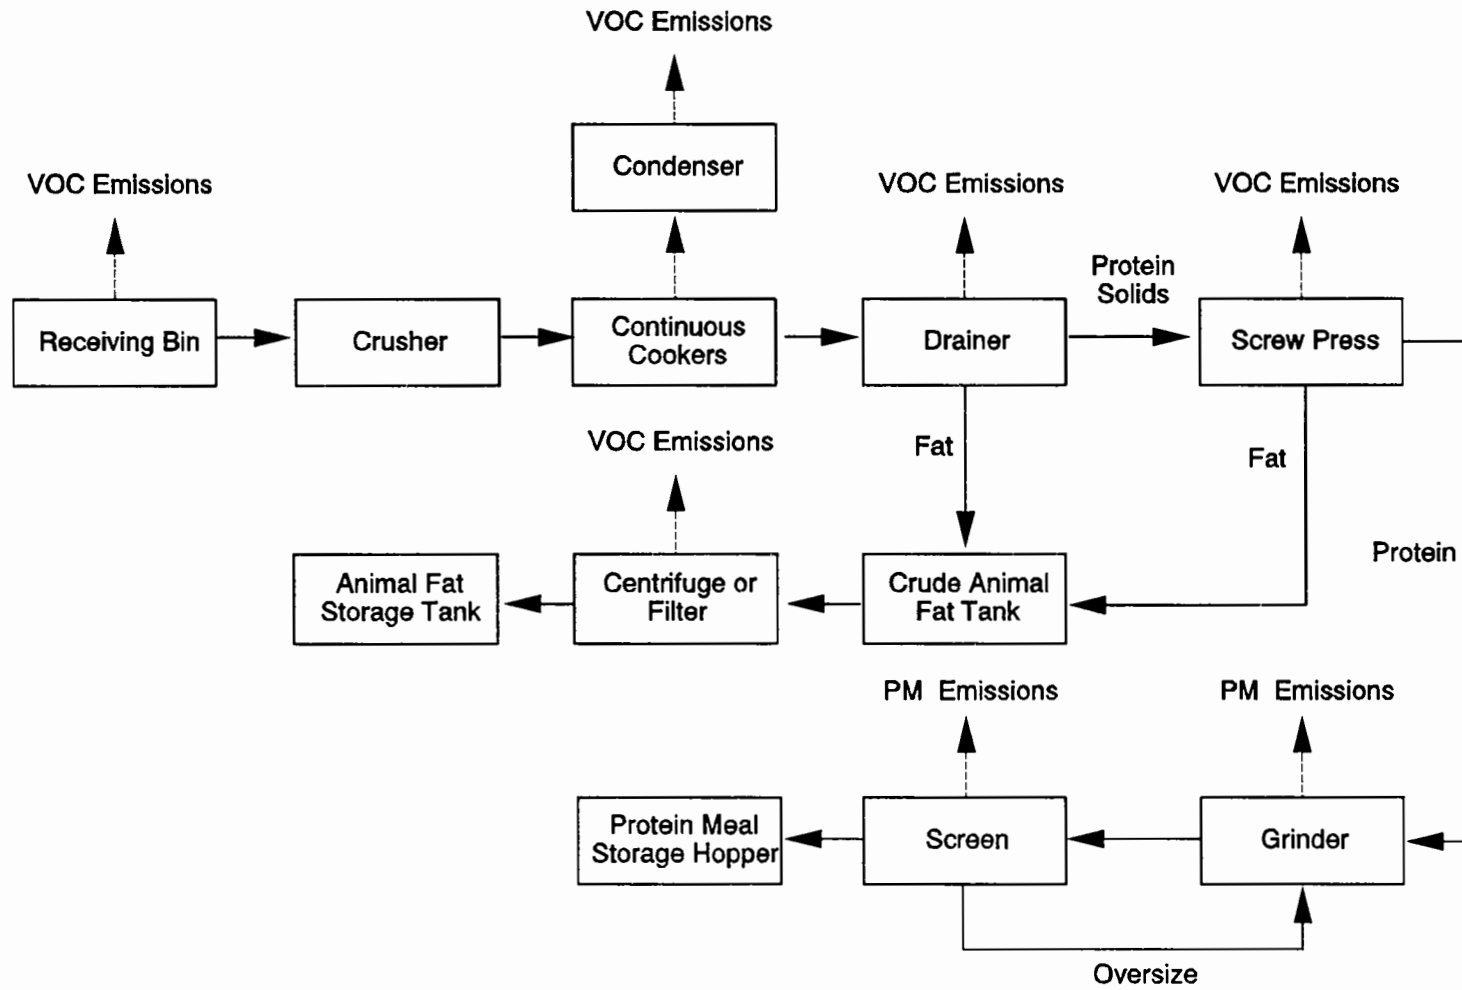 VOC Emissions
Condenser
VOC Emissions
VOC Emissions
VOC Emissions
Protein
Solids
Receiving Bin
Crusher
Continuous
Cookers
Drainer
Screw Press
VOC Emissions
Fat
Fat
Protein
Animal Fat
Storage Tank
Centrifuge or
Filter
Crude Animal
Fat Tank
PM Emissions
PM Emissions
Protein Meal
Storage Hopper
Screen
Grinder
Oversize